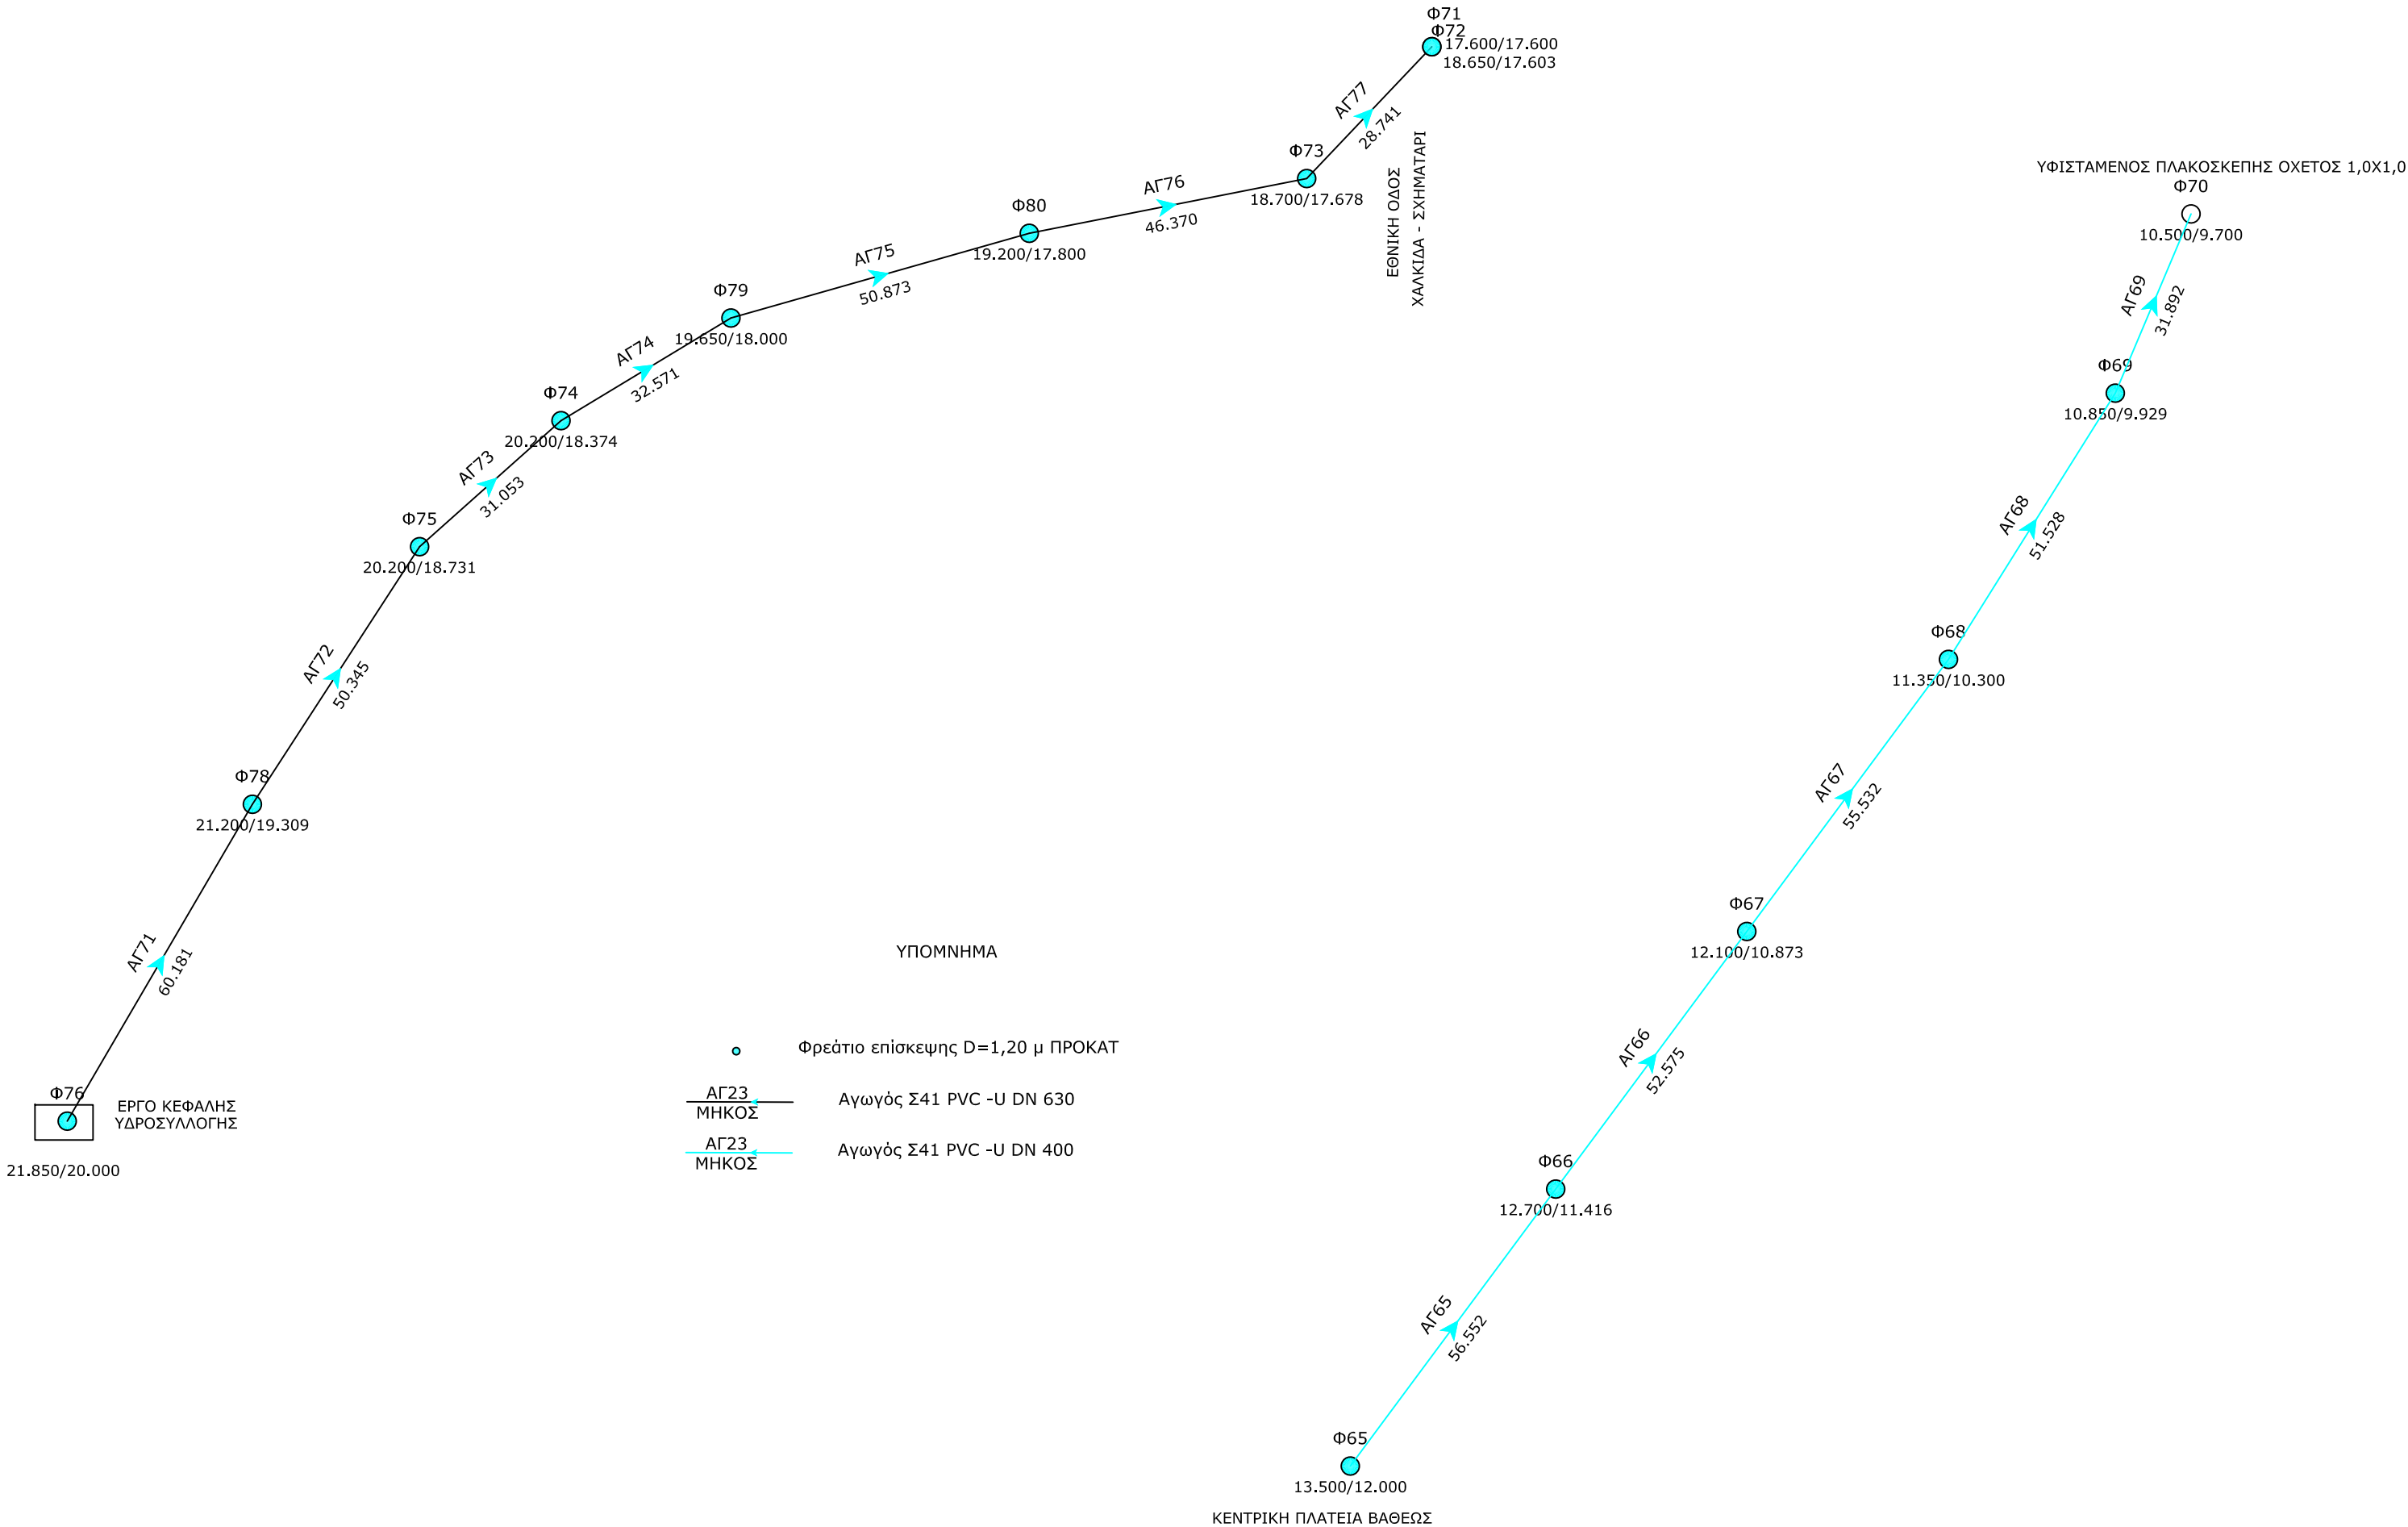 Φ71
Φ72
17.600/17.600
18.650/17.603
ΑΓ77
28.741
Φ73
18.700/17.678
ΕΘΝΙΚΗ ΟΔΟΣ
ΧΑΛΚΙΔΑ - ΣΧΗΜΑΤΑΡΙ
ΑΓ76
46.370
Φ80
19.200/17.800
ΑΓ75
50.873
Φ79
19.650/18.000
ΑΓ74
32.571
Φ74
20.200/18.374
ΑΓ73
31.053
Φ75
20.200/18.731
ΑΓ72
50.345
Φ78
21.200/19.309
ΑΓ71
60.181
Φ76
ΕΡΓΟ ΚΕΦΑΛΗΣ
ΥΔΡΟΣΥΛΛΟΓΗΣ
21.850/20.000
ΥΦΙΣΤΑΜΕΝΟΣ ΠΛΑΚΟΣΚΕΠΗΣ ΟΧΕΤΟΣ 1,0Χ1,0
Φ70
10.500/9.700
ΑΓ69
31.892
Φ69
10.850/9.929
ΑΓ68
51.528
Φ68
11.350/10.300
ΑΓ67
55.532
Φ67
12.100/10.873
ΑΓ66
52.575
Φ66
12.700/11.416
ΑΓ65
56.552
Φ65
13.500/12.000
ΚΕΝΤΡΙΚΗ ΠΛΑΤΕΙΑ ΒΑΘΕΩΣ
ΥΠΟΜΝΗΜΑ
Φρεάτιο επίσκεψης D=1,20 μ ΠΡΟΚΑΤ
ΑΓ23
ΜΗΚΟΣ
Αγωγός Σ41 PVC -U DN 630
ΑΓ23
ΜΗΚΟΣ
Αγωγός Σ41 PVC -U DN 400